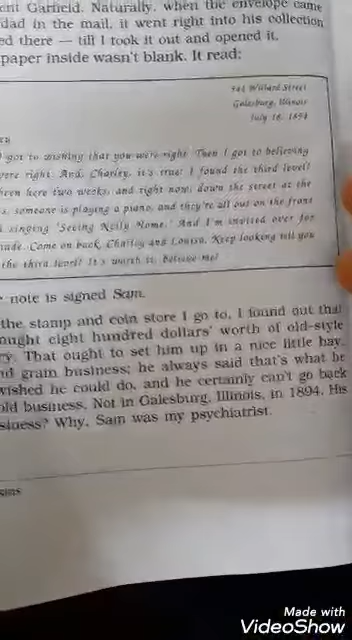 ent Garfield. Naturally, when the envelope came
dad in the mail, it went right into his collection
ed there — till I took it out and opened it.
paper inside wasn't blank. It read:
941 Willard Street
Galesburg, Illinois
July 18, 1894
got to wishing that you were right. Then I got to believing
were right. And, Charley, it's true! I found the third level!
been here two weeks, and right now, down the street at the
s, someone is playing a piano, and they're all out on the front
singing 'Seeing Nelly Home.' And I'm invited over for
nade. Come on back, Charley and Louisa. Keep looking till you
the third level! It's worth it, believe me!
note is signed Sam.
the stamp and coin store I go to, I found out that
ought eight hundred dollars' worth of old-style
cy. That ought to set him up in a nice little hay,
nd grain business; he always said that's what he
wished he could do, and he certainly can't go back
old business. Not in Galesburg, Illinois, in 1894. His
siness? Why, Sam was my psychiatrist.
Made with
VideoShow